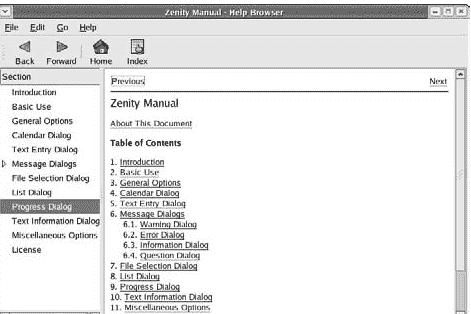 Zenity Manual - Help Browser
File Edit Go Help
Back Forward Home Index
Section
Introduction
Basic Use
General Options
Calendar Dialog
Text Entry Dialog
Message Dialogs
File Selection Dialog
List Dialog
Progress Dialog
Text Information Dialog
Miscellaneous Options
License
Previous Next
Zenity Manual
About This Document
Table of Contents
1. Introduction
2. Basic Use
3. General Options
4. Calendar Dialog
5. Text Entry Dialog
6. Message Dialogs
6.1. Warning Dialog
6.2. Error Dialog
6.3. Information Dialog
6.4. Question Dialog
7. File Selection Dialog
8. List Dialog
9. Progress Dialog
10. Text Information Dialog
11. Miscellaneous Options